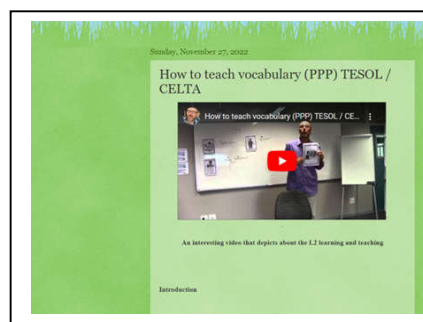 Sunday, November 27, 2022
How to teach vocabulary (PPP) TESOL /
CELTA
How to teach vocabulary (PPP) TESOL / CE...
An interesting video that depicts about the L2 learning and teaching
Introduction